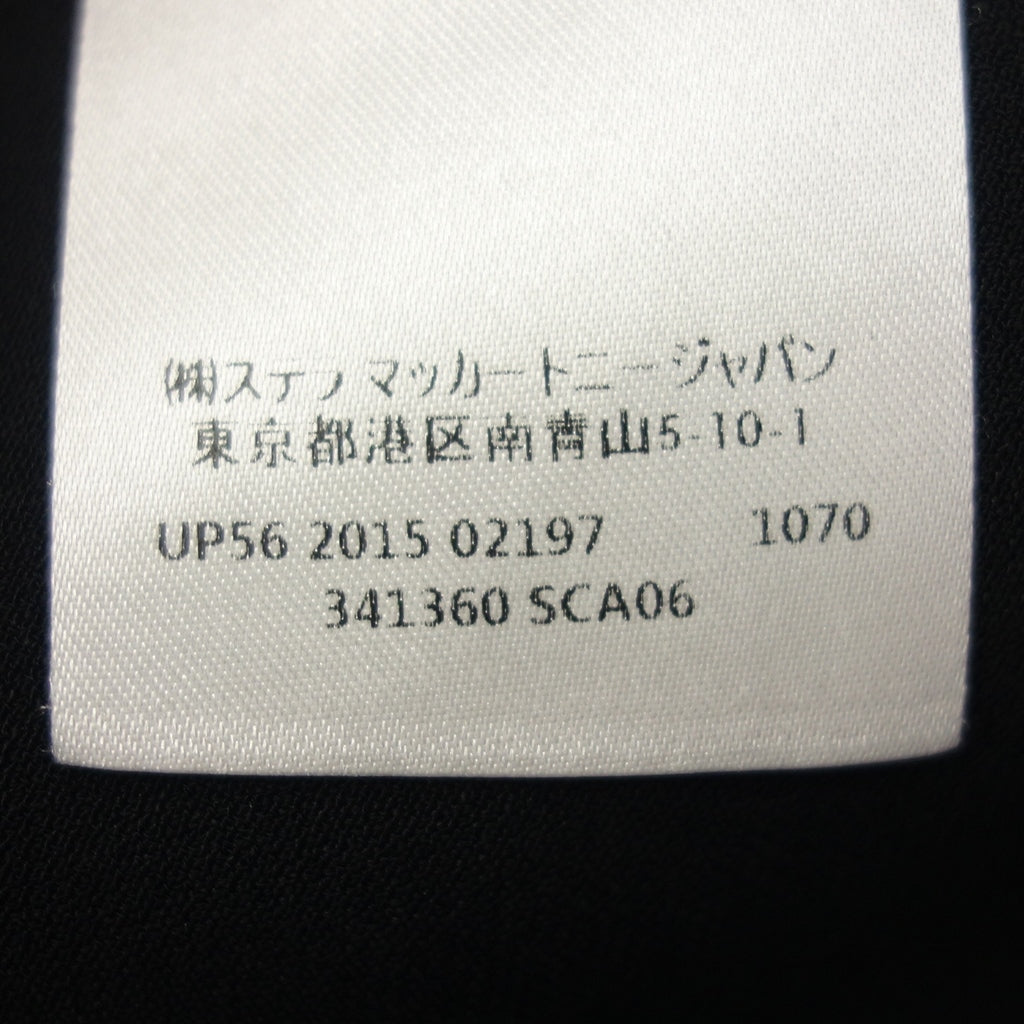 (株)ステラ マッカートニー ジャパン
東京都港区南青山5-10-1
UP56 2015 02197 1070
341360 SCA06